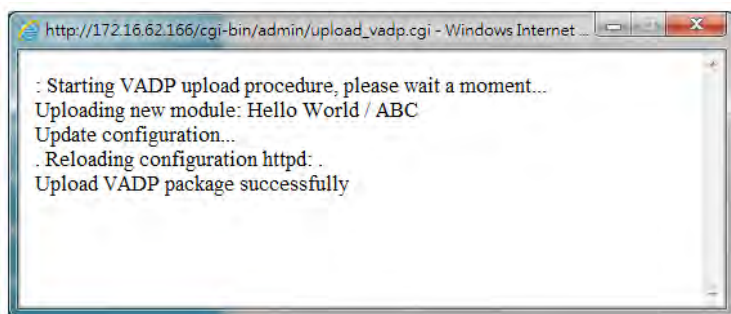 http://172.16.62.166/cgi-bin/admin/upload_vadp.cgi - Windows Internet ...
: Starting VADP upload procedure, please wait a moment...
Uploading new module: Hello World / ABC
Update configuration...
. Reloading configuration httpd: .
Upload VADP package successfully